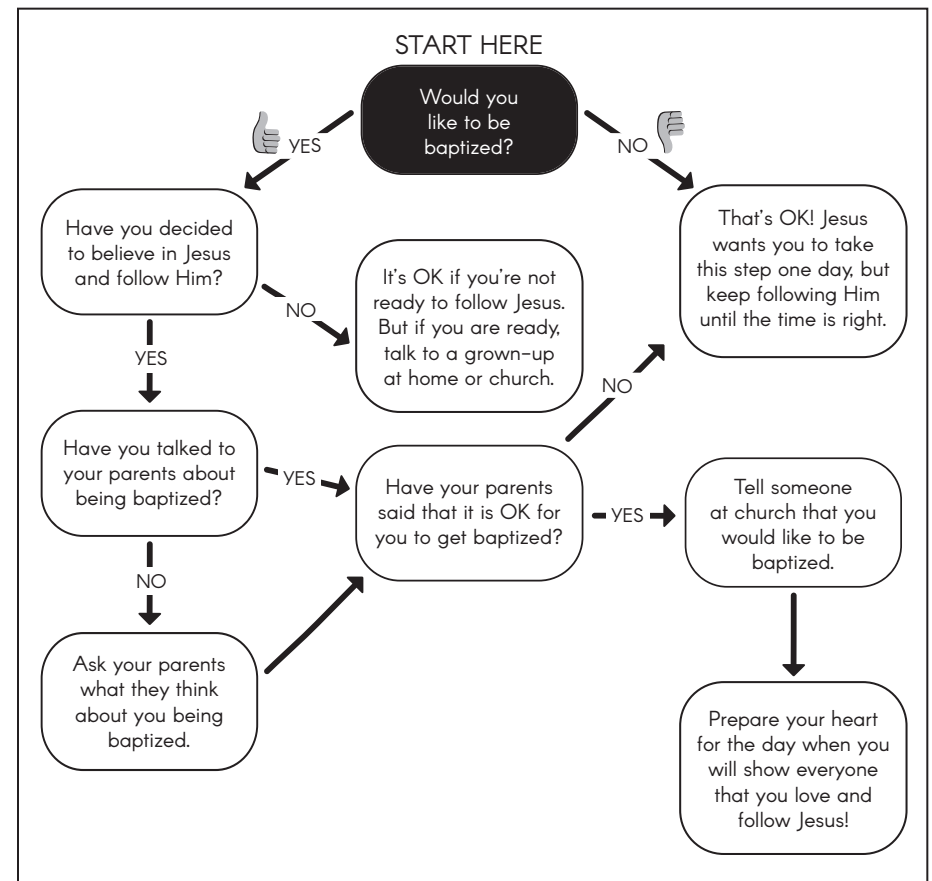 START HERE
Would you
like to be
baptized?
YES
NO
Have you decided
to believe in Jesus
and follow Him?
That's OK! Jesus
wants you to take
this step one day, but
keep following Him
until the time is right.
NO
It's OK if you're not
ready to follow Jesus.
But if you are ready,
talk to a grown-up
at home or church.
YES
NO
Have you talked to
your parents about
being baptized?
YES
Have your parents
said that it is OK for
you to get baptized?
YES
Tell someone
at church that you
would like to be
baptized.
NO
Ask your parents
what they think
about you being
baptized.
Prepare your heart
for the day when you
will show everyone
that you love and
follow Jesus!